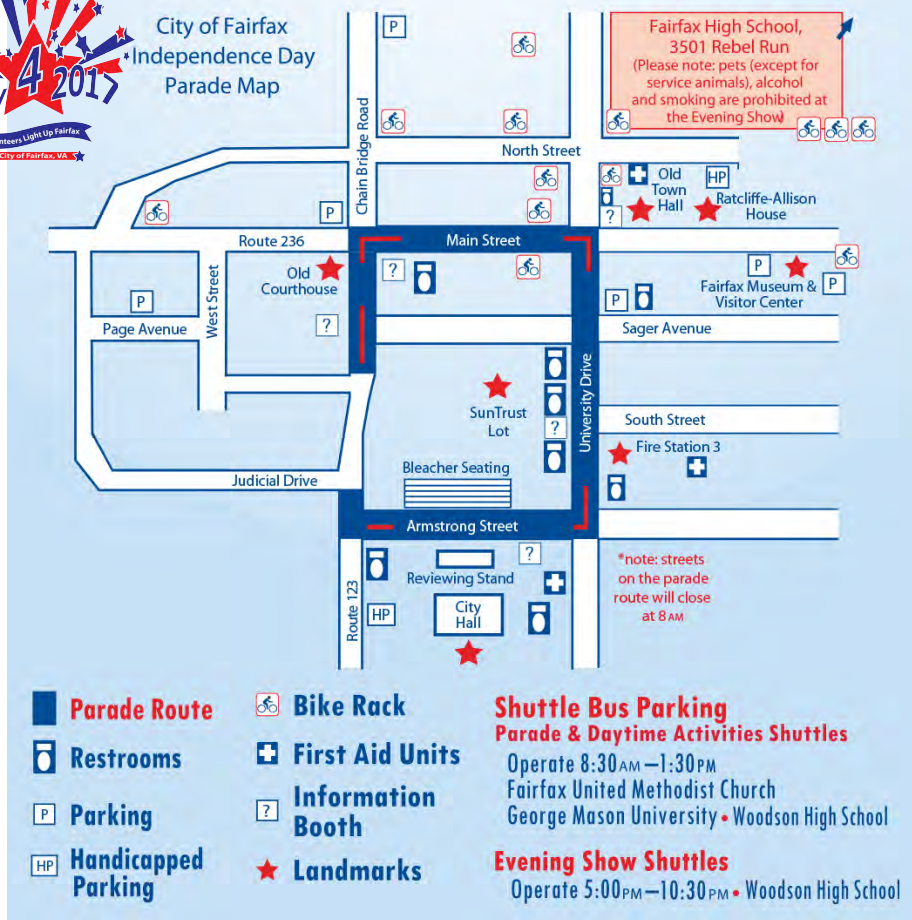 City of Fairfax
Independence Day
Parade Map
4
2017
nteers Light Up Fairfax
City of Fairfax, VA
Fairfax High School,
3501 Rebel Run
(Please note: pets (except for
service animals), alcohol
and smoking are prohibited at
the Evening Show)
P
Chain Bridge Road
North Street
Old
Town
Hall
HP
Ratcliffe-Allison
House
?
P
Route 236
Main Street
Old
Courthouse
?
P
Fairfax Museum &
Visitor Center
P
P
P
West Street
Page Avenue
?
Sager Avenue
University Drive
SunTrust
Lot
?
South Street
Fire Station 3
Bleacher Seating
Judicial Drive
Armstrong Street
?
Reviewing Stand
*note: streets
on the parade
route will close
at 8 AM
Route 123
HP
City
Hall
Parade Route
Restrooms
P Parking
HP Handicapped
Parking
Bike Rack
First Aid Units
? Information
Booth
Landmarks
Shuttle Bus Parking
Parade & Daytime Activities Shuttles
Operate 8:30AM–1:30PM
Fairfax United Methodist Church
George Mason University • Woodson High School
Evening Show Shuttles
Operate 5:00PM–10:30PM • Woodson High School